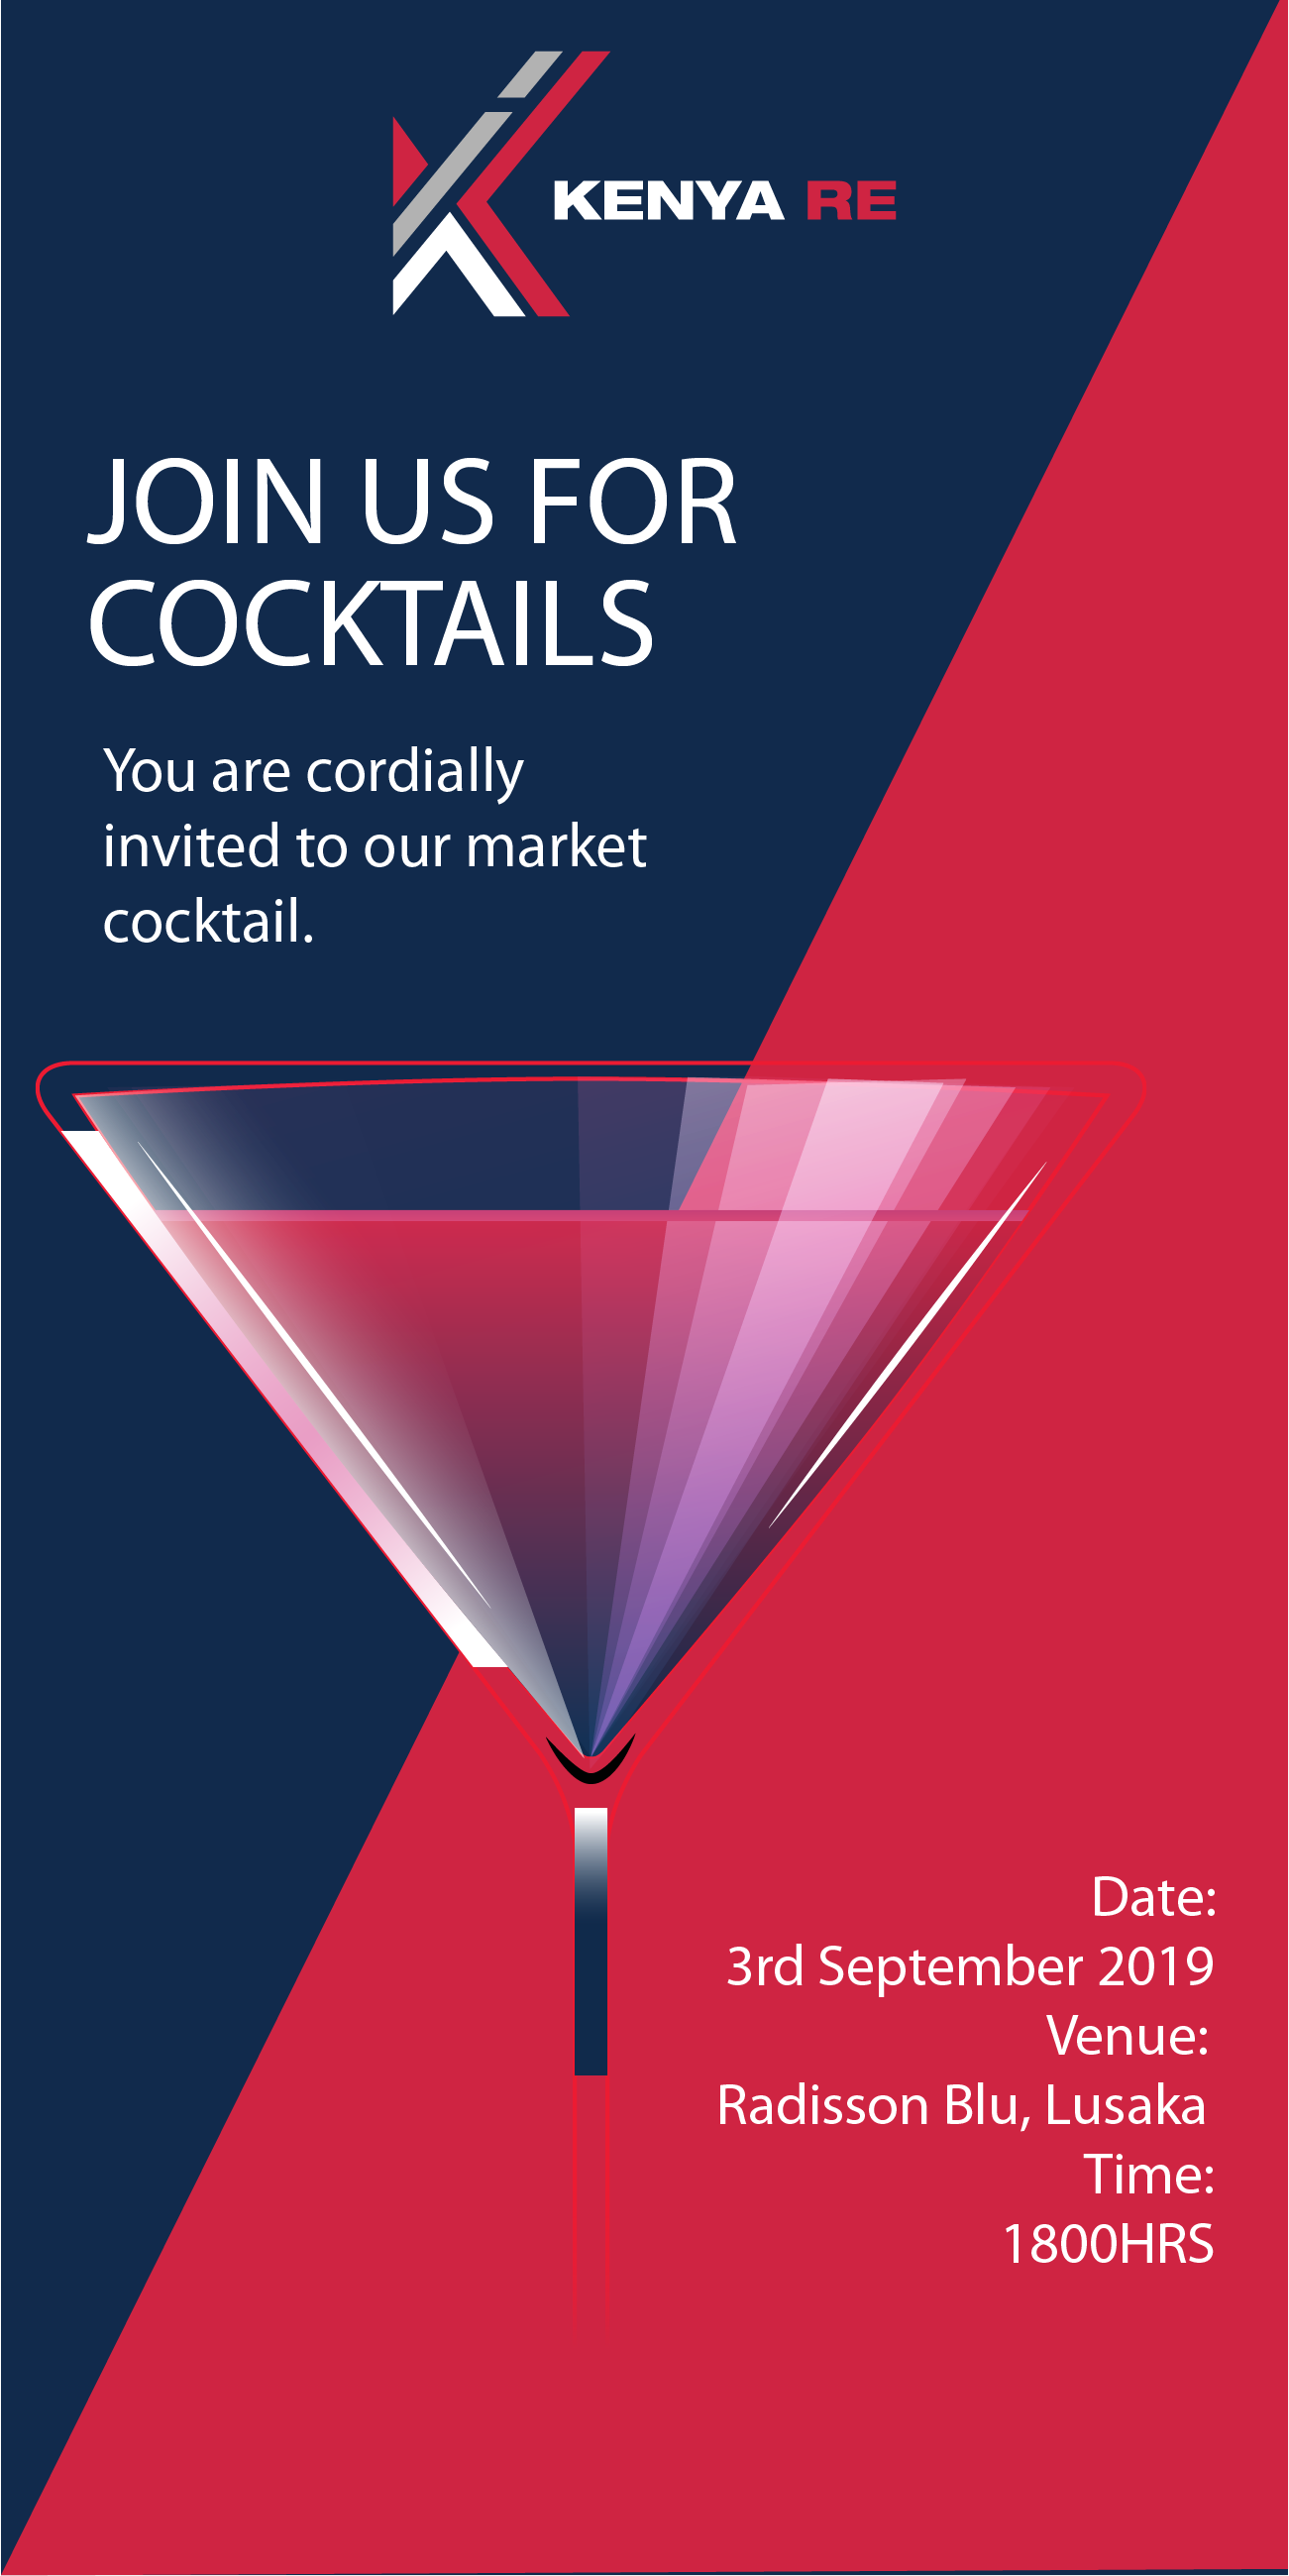 KENYA RE
JOIN US FOR
COCKTAILS
You are cordially
invited to our market
cocktail.
Date:
3rd September 2019
Venue:
Radisson Blu, Lusaka
Time:
1800HRS